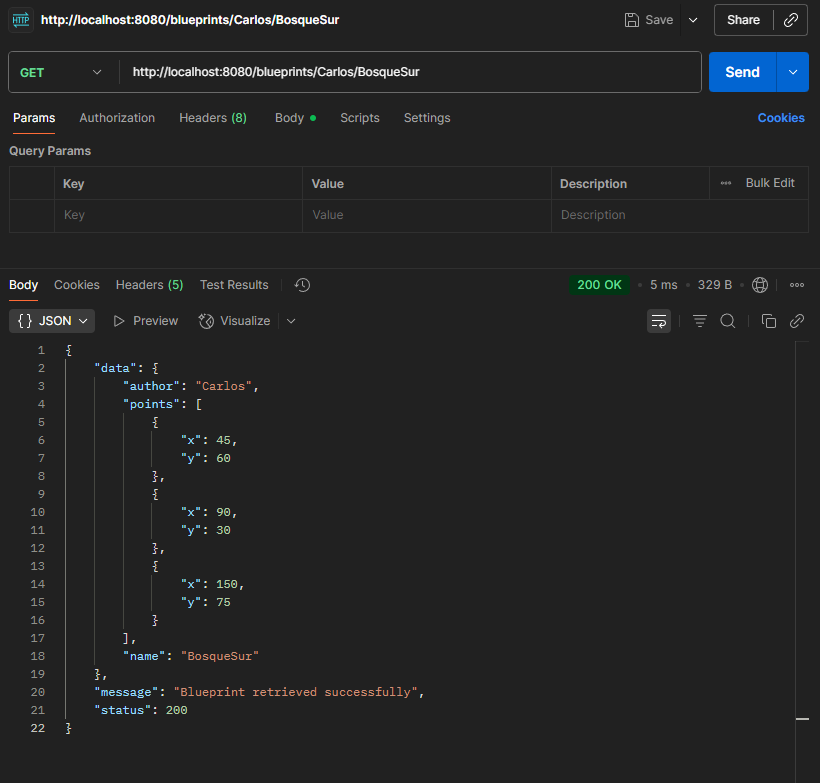 HTTP http://localhost:8080/blueprints/Carlos/BosqueSur Save Share
GET http://localhost:8080/blueprints/Carlos/BosqueSur Send
Params Authorization Headers (8) Body Scripts Settings Cookies
Query Params
Key Value Description Bulk Edit
Key Value Description
Body Cookies Headers (5) Test Results 200 OK 5 ms 329 B
{} JSON Preview Visualize
1 {
2 "data": {
3 "author": "Carlos",
4 "points": [
5 {
6 "x": 45,
7 "y": 60
8 },
9 {
10 "x": 90,
11 "y": 30
12 },
13 {
14 "x": 150,
15 "y": 75
16 }
17 ],
18 "name": "BosqueSur"
19 },
20 "message": "Blueprint retrieved successfully",
21 "status": 200
22 }